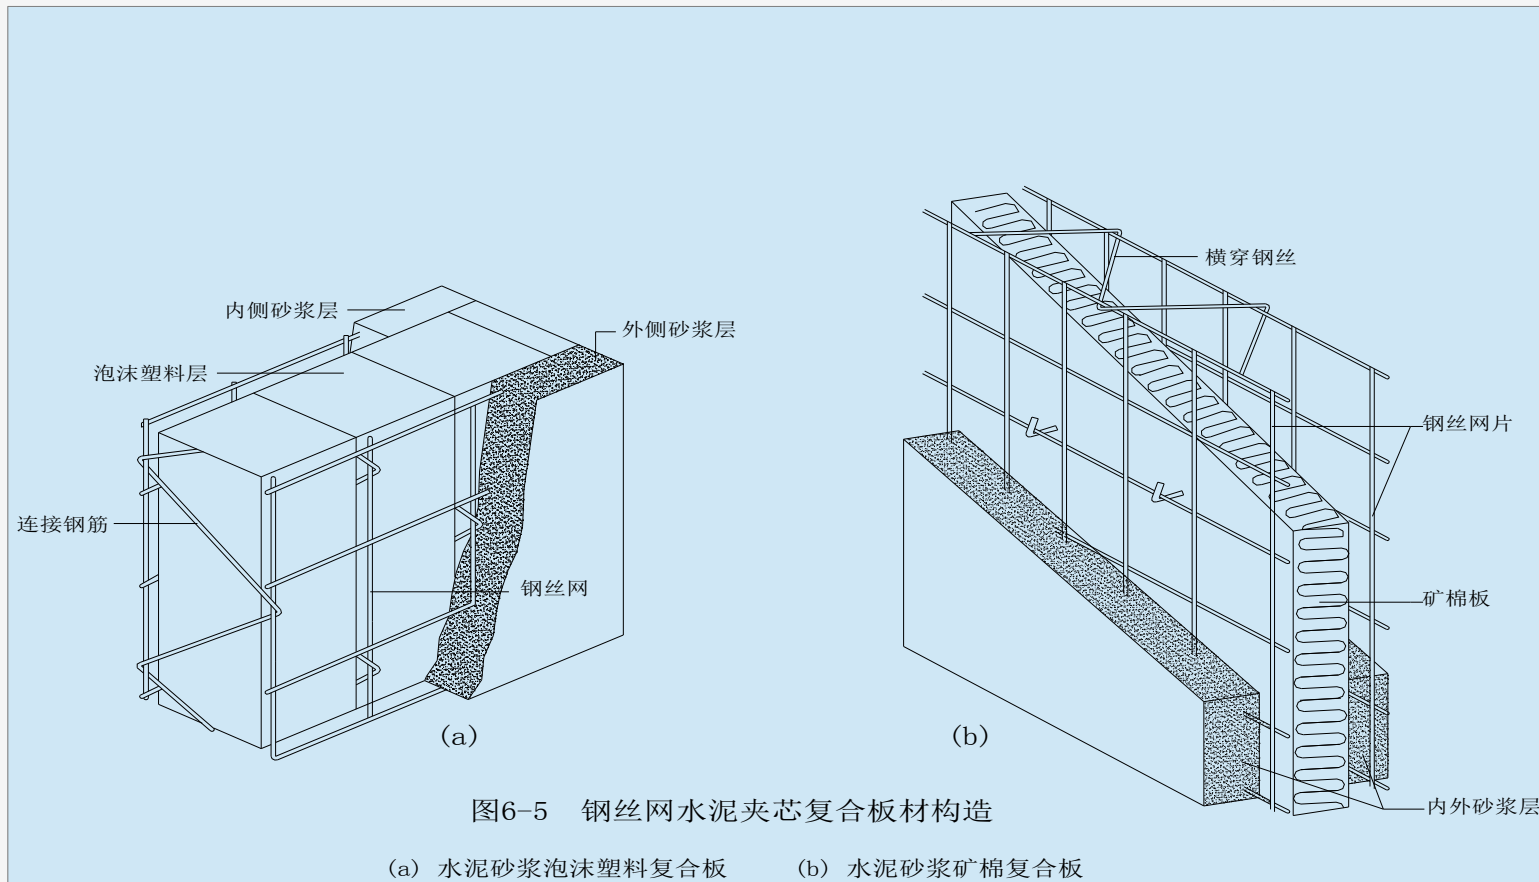 内侧砂浆层
外侧砂浆层
泡沫塑料层
连接钢筋
钢丝网
(a)
横穿钢丝
钢丝网片
矿棉板
内外砂浆层
(b)
图6-5 钢丝网水泥夹芯复合板材构造
(a) 水泥砂浆泡沫塑料复合板 (b) 水泥砂浆矿棉复合板